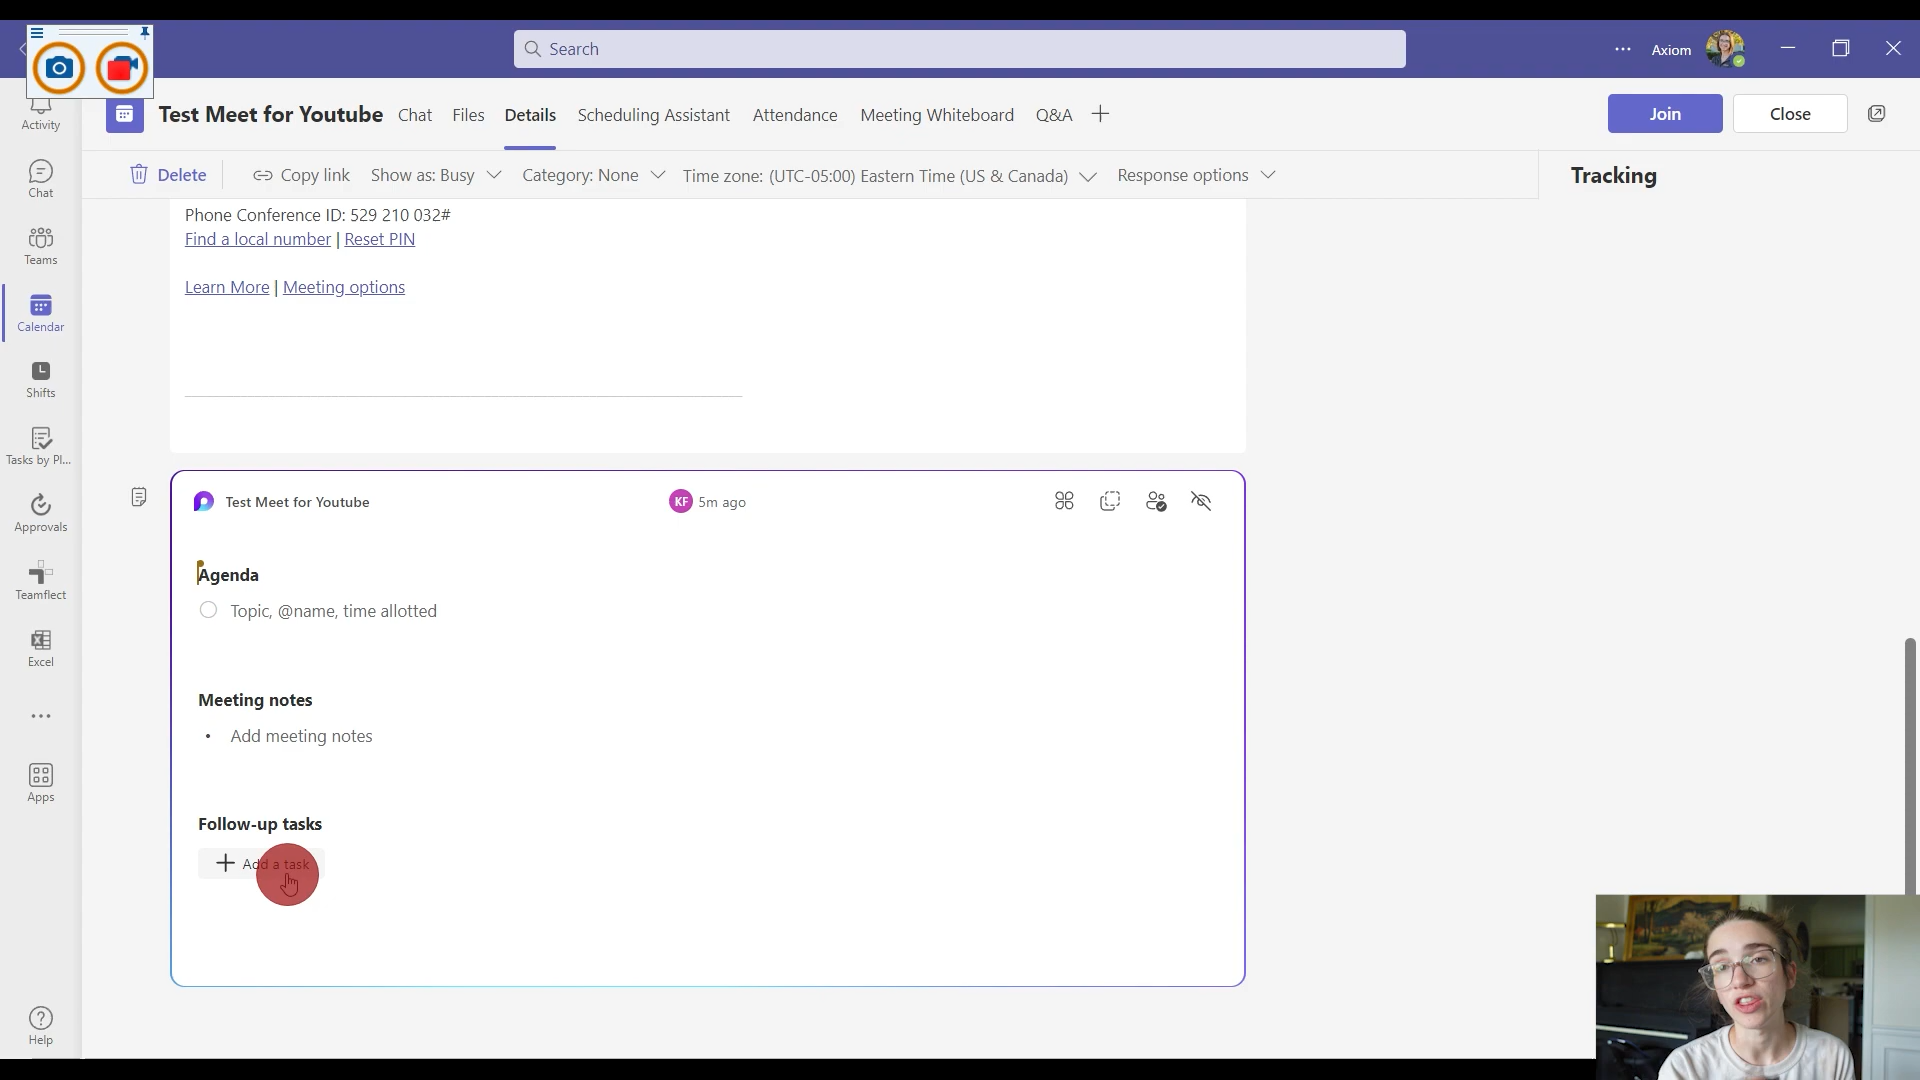 Search
Axiom
Activity
Test Meet for Youtube
Chat
Files
Details
Scheduling Assistant
Attendance
Meeting Whiteboard
Q&A
Join
Close
Delete
Copy link
Show as: Busy
Category: None
Time zone: (UTC-05:00) Eastern Time (US & Canada)
Response options
Tracking
Chat
Teams
Calendar
Shifts
Tasks by Pl...
Approvals
Teamflect
Excel
Apps
Help
Phone Conference ID: 529 210 032#
Find a local number | Reset PIN
Learn More | Meeting options
Test Meet for Youtube
KF 5m ago
Agenda
Topic, @name, time allotted
Meeting notes
• Add meeting notes
Follow-up tasks
Add a task